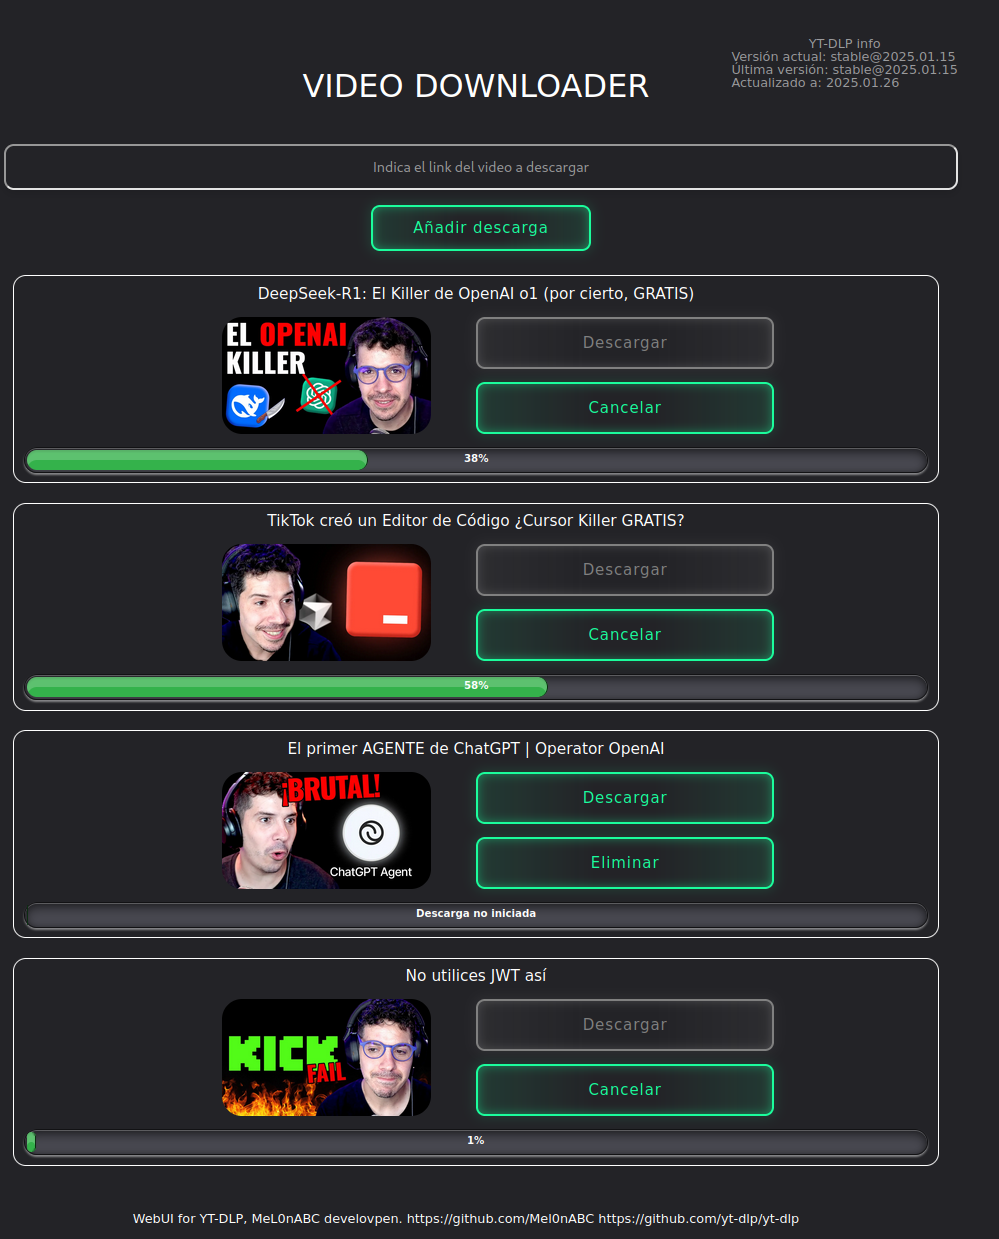 YT-DLP info
Versión actual: stable@2025.01.15
Última versión: stable@2025.01.15
Actualizado a: 2025.01.26
VIDEO DOWNLOADER
Indica el link del video a descargar
Añadir descarga
DeepSeek-R1: El Killer de OpenAI o1 (por cierto, GRATIS)
EL OPENAI
KILLER
Descargar
Cancelar
38%
TikTok creó un Editor de Código ¿Cursor Killer GRATIS?
Descargar
Cancelar
58%
El primer AGENTE de ChatGPT | Operator OpenAI
¡BRUTAL!
ChatGPT Agent
Descargar
Eliminar
Descarga no iniciada
No utilices JWT así
KICK
FAIL
Descargar
Cancelar
1%
WebUI for YT-DLP, MeL0nABC develovpen. https://github.com/Mel0nABC https://github.com/yt-dlp/yt-dlp